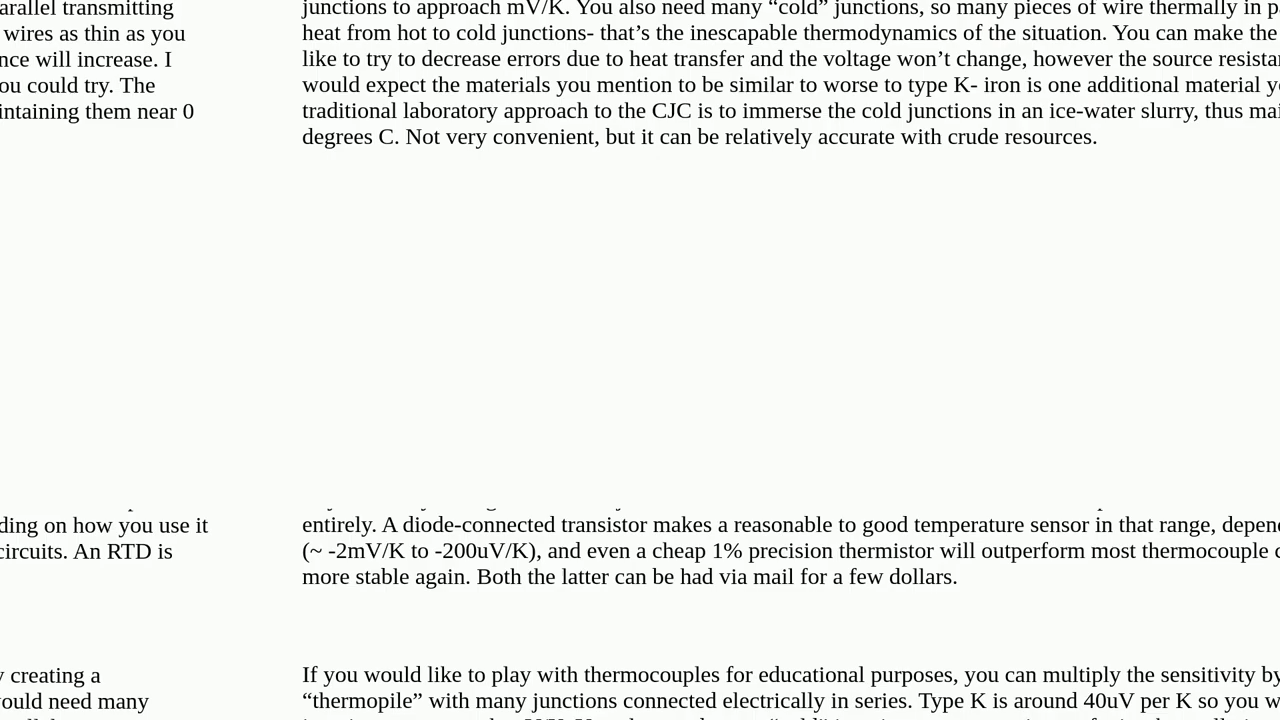 arallel transmitting
wires as thin as you
nce will increase. I
ou could try. The
intaining them near 0
junctions to approach mV/K. You also need many “cold” junctions, so many pieces of wire thermally in p
heat from hot to cold junctions- that’s the inescapable thermodynamics of the situation. You can make the
like to try to decrease errors due to heat transfer and the voltage won’t change, however the source resista
would expect the materials you mention to be similar to worse to type K- iron is one additional material y
traditional laboratory approach to the CJC is to immerse the cold junctions in an ice-water slurry, thus mai
degrees C. Not very convenient, but it can be relatively accurate with crude resources.
ding on how you use it
circuits. An RTD is
entirely. A diode-connected transistor makes a reasonable to good temperature sensor in that range, depen
(~ -2mV/K to -200uV/K), and even a cheap 1% precision thermistor will outperform most thermocouple c
more stable again. Both the latter can be had via mail for a few dollars.
y creating a
ould need many
If you would like to play with thermocouples for educational purposes, you can multiply the sensitivity by
“thermopile” with many junctions connected electrically in series. Type K is around 40uV per K so you w